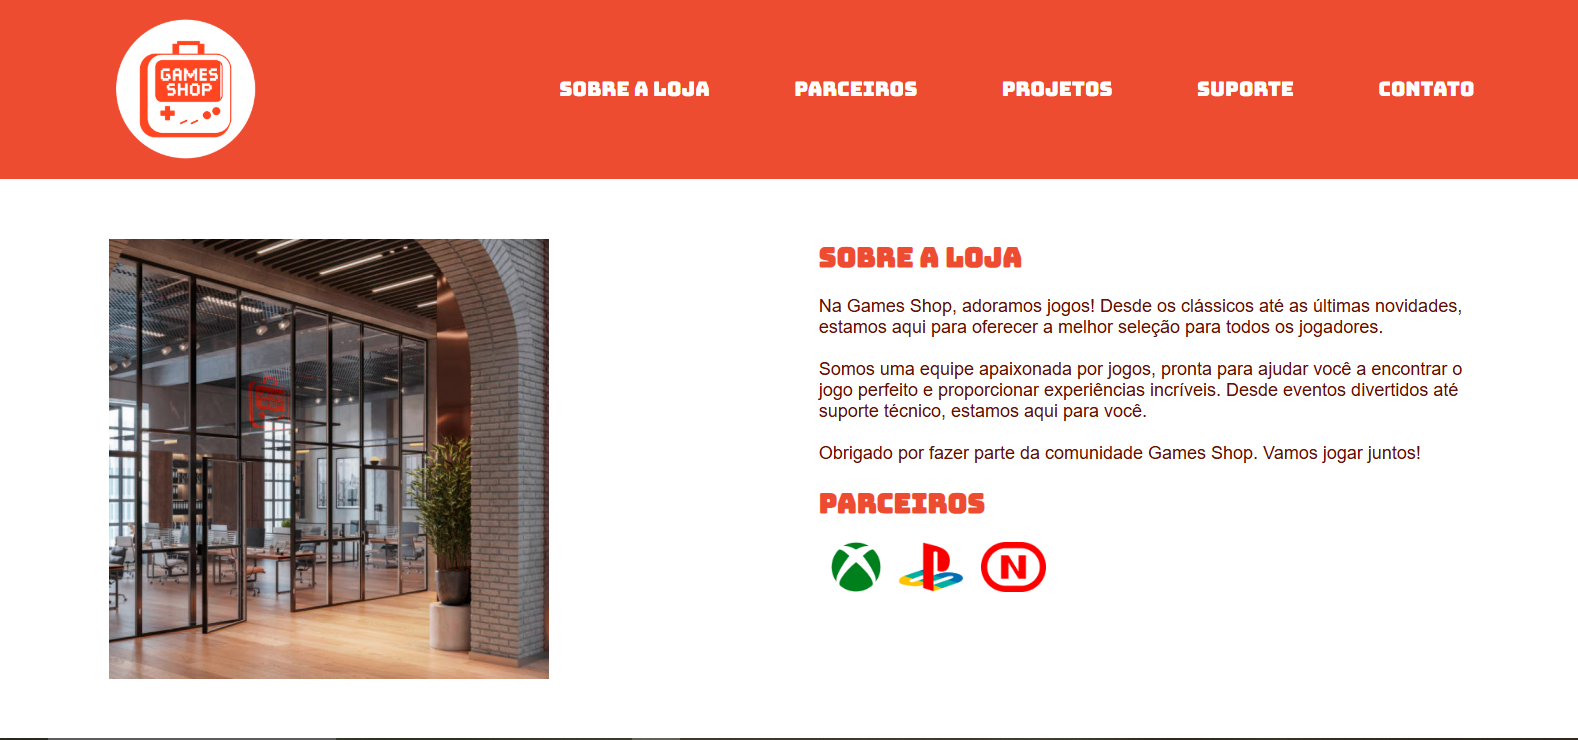 GAMES
SHOP
SOBRE A LOJA
PARCEIROS
PROJETOS
SUPORTE
CONTATO
SOBRE A LOJA
Na Games Shop, adoramos jogos! Desde os clássicos até as últimas novidades,
estamos aqui para oferecer a melhor seleção para todos os jogadores.
Somos uma equipe apaixonada por jogos, pronta para ajudar você a encontrar o
jogo perfeito e proporcionar experiências incríveis. Desde eventos divertidos até
suporte técnico, estamos aqui para você.
Obrigado por fazer parte da comunidade Games Shop. Vamos jogar juntos!
PARCEIROS
N